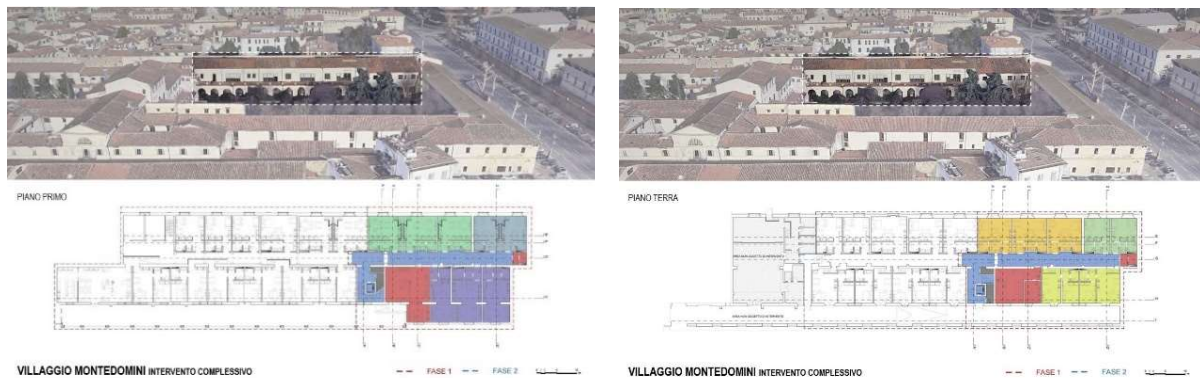 PIANO PRIMO
VILLAGGIO MONTEDOMINI INTERVENTO COMPLESSIVO
FASE 1
FASE 2
PIANO TERRA
VILLAGGIO MONTEDOMINI INTERVENTO COMPLESSIVO
FASE 1
FASE 2